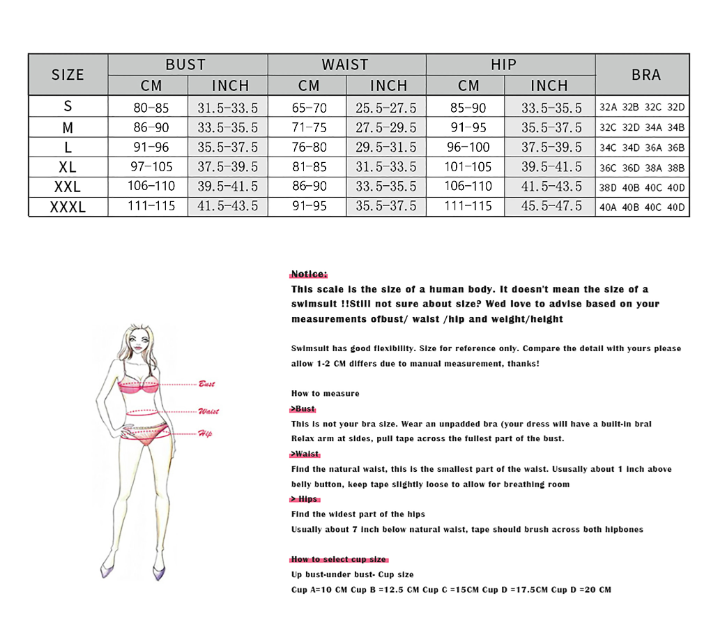 SIZE BUST WAIST HIP BRA
CM INCH CM INCH CM INCH
S 80-85 31.5-33.5 65-70 25.5-27.5 85-90 33.5-35.5 32A 32B 32C 32D
M 86-90 33.5-35.5 71-75 27.5-29.5 91-95 35.5-37.5 32C 32D 34A 34B
L 91-96 35.5-37.5 76-80 29.5-31.5 96-100 37.5-39.5 34C 34D 36A 36B
XL 97-105 37.5-39.5 81-85 31.5-33.5 101-105 39.5-41.5 36C 36D 38A 38B
XXL 106-110 39.5-41.5 86-90 33.5-35.5 106-110 41.5-43.5 38D 40B 40C 40D
XXXL 111-115 41.5-43.5 91-95 35.5-37.5 111-115 45.5-47.5 40A 40B 40C 40D
Notice:
This scale is the size of a human body. It doesn't mean the size of a
swimsuit !!Still not sure about size? Wed love to advise based on your
measurements ofbust/ waist /hip and weight/height
Swimsuit has good flexibility. Size for reference only. Compare the detail with yours please
allow 1-2 CM differs due to manual measurement, thanks!
How to measure
>Bust
This is not your bra size. Wear an unpadded bra (your dress will have a built-in bral
Relax arm at sides, pull tape across the fullest part of the bust.
>Waist
Find the natural waist, this is the smallest part of the waist. Ususally about 1 inch above
belly button, keep tape slightly loose to allow for breathing room
> Hips
Find the widest part of the hips
Usually about 7 inch below natural waist, tape should brush across both hipbones
How to select cup size
Up bust-under bust- Cup size
Cup A=10 CM Cup B =12.5 CM Cup C =15CM Cup D =17.5CM Cup D =20 CM
Bust
Waist
Hip